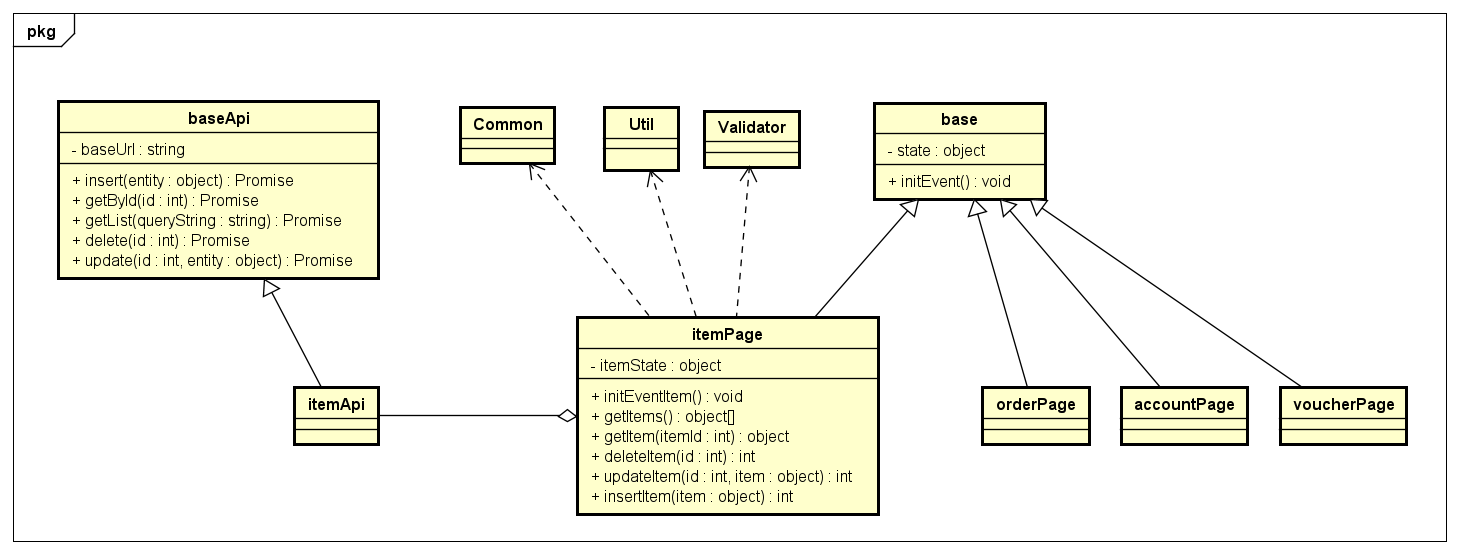 pkg
baseApi
- baseUrl : string
+ insert(entity : object) : Promise
+ getById(id : int) : Promise
+ getList(queryString : string) : Promise
+ delete(id : int) : Promise
+ update(id : int, entity : object) : Promise
Common
Util
Validator
base
- state : object
+ initEvent() : void
itemPage
- itemState : object
+ initEventItem() : void
+ getItems() : object[]
+ getItem(itemId : int) : object
+ deleteItem(id : int) : int
+ updateItem(id : int, item : object) : int
+ insertItem(item : object) : int
itemApi
orderPage
accountPage
voucherPage